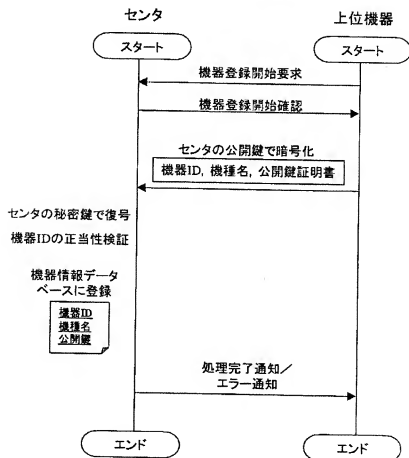 センタ
上位機器
スタート
スタート
機器登録開始要求
機器登録開始確認
センタの公開鍵で暗号化
機器ID, 機種名, 公開鍵証明書
センタの秘密鍵で復号
機器IDの正当性検証
機器情報データ
ベースに登録
機器ID
機種名
公開鍵
処理完了通知／
エラー通知
エンド
エンド